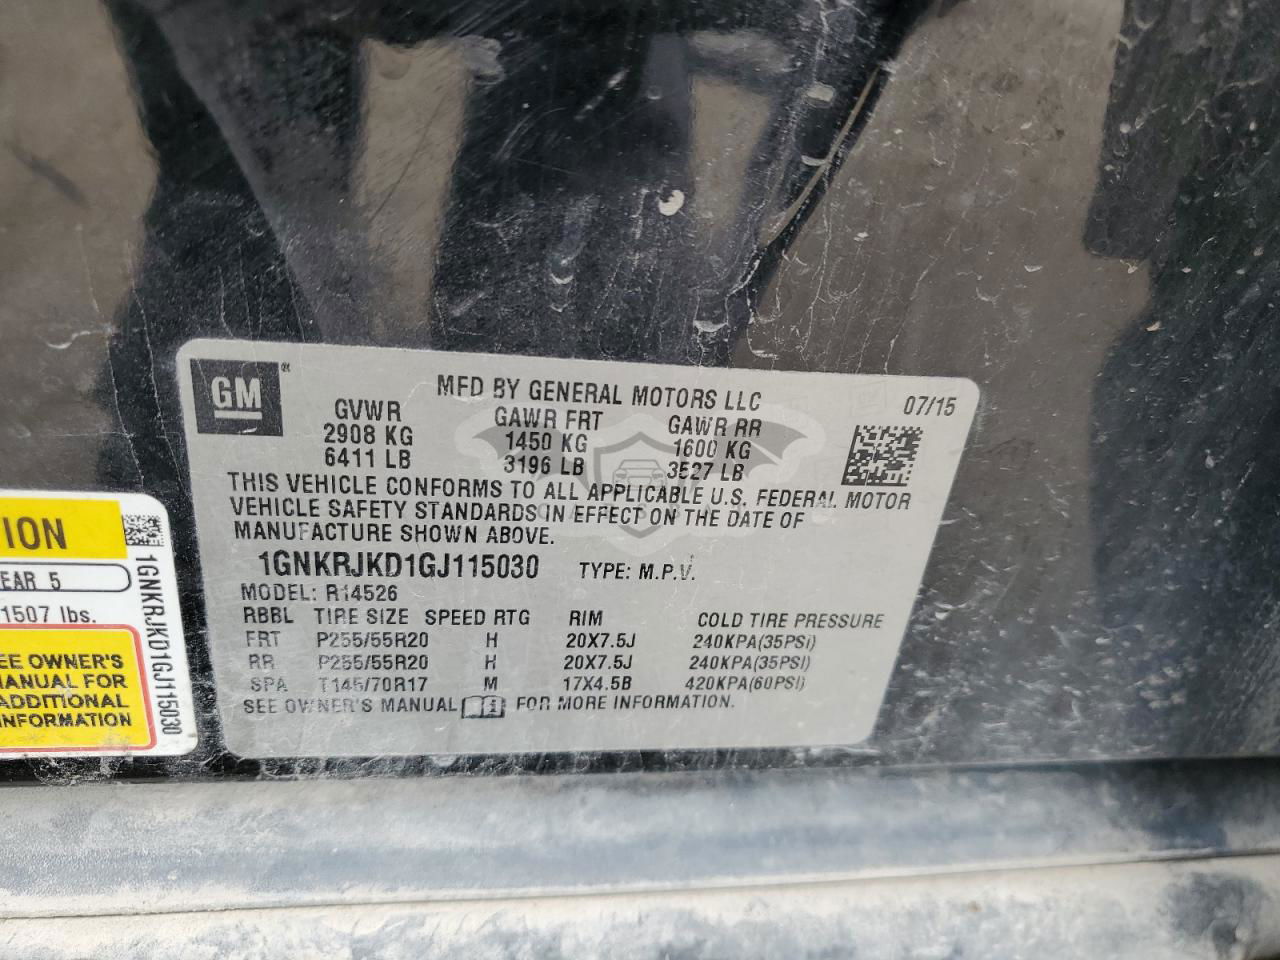 GM
MFD BY GENERAL MOTORS LLC
07/15
GVWR GAWR FRT GAWR RR
2908 KG 1450 KG 1600 KG
6411 LB 3196 LB 3527 LB
THIS VEHICLE CONFORMS TO ALL APPLICABLE U.S. FEDERAL MOTOR
VEHICLE SAFETY STANDARDS IN EFFECT ON THE DATE OF
MANUFACTURE SHOWN ABOVE.
1GNKRJKD1GJ115030 TYPE: M.P.V.
MODEL: R14526
RBBL TIRE SIZE SPEED RTG RIM COLD TIRE PRESSURE
FRT P255/55R20 H 20X7.5J 240KPA(35PSI)
RR P255/55R20 H 20X7.5J 240KPA(35PSI)
SPA T145/70R17 M 17X4.5B 420KPA(60PSI)
SEE OWNER'S MANUAL FOR MORE INFORMATION.
ION
EAR 5
1507 lbs.
EE OWNER'S
ANUAL FOR
ADDITIONAL
NFORMATION
1GNKRJKD1GJ115030